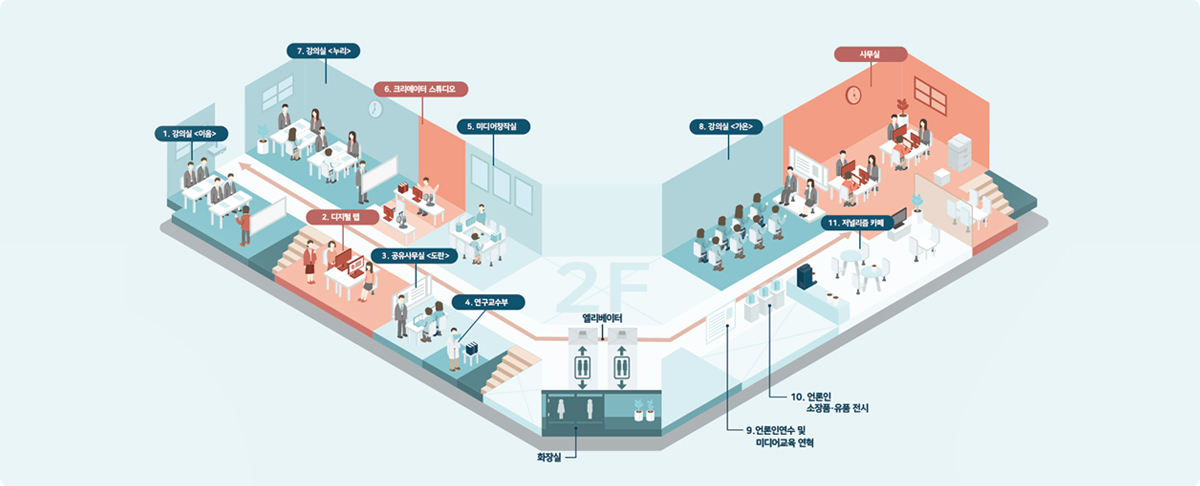 7. 강의실 <누리>
사무실
6. 크리에이터 스튜디오
1. 강의실 <이음>
5. 미디어창작실
8. 강의실 <가온>
2. 디지털 랩
11. 저널리즘 카페
3. 공유사무실 <도란>
2F
4. 연구교수부
엘리베이터
10. 언론인
소장품·유품 전시
9.언론인연수 및
미디어교육 연혁
화장실